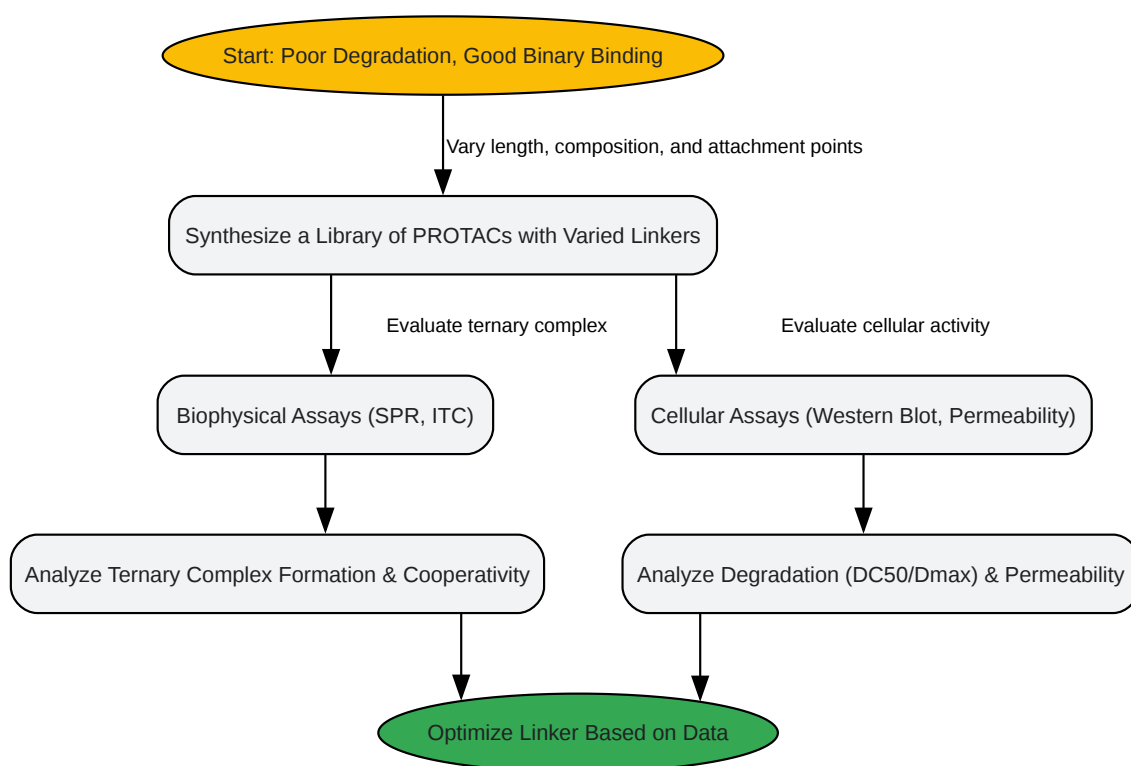 Start: Poor Degradation, Good Binary Binding
Vary length, composition, and attachment points
Synthesize a Library of PROTACs with Varied Linkers
Evaluate ternary complex
Evaluate cellular activity
Biophysical Assays (SPR, ITC)
Cellular Assays (Western Blot, Permeability)
Analyze Ternary Complex Formation & Cooperativity
Analyze Degradation (DC50/Dmax) & Permeability
Optimize Linker Based on Data